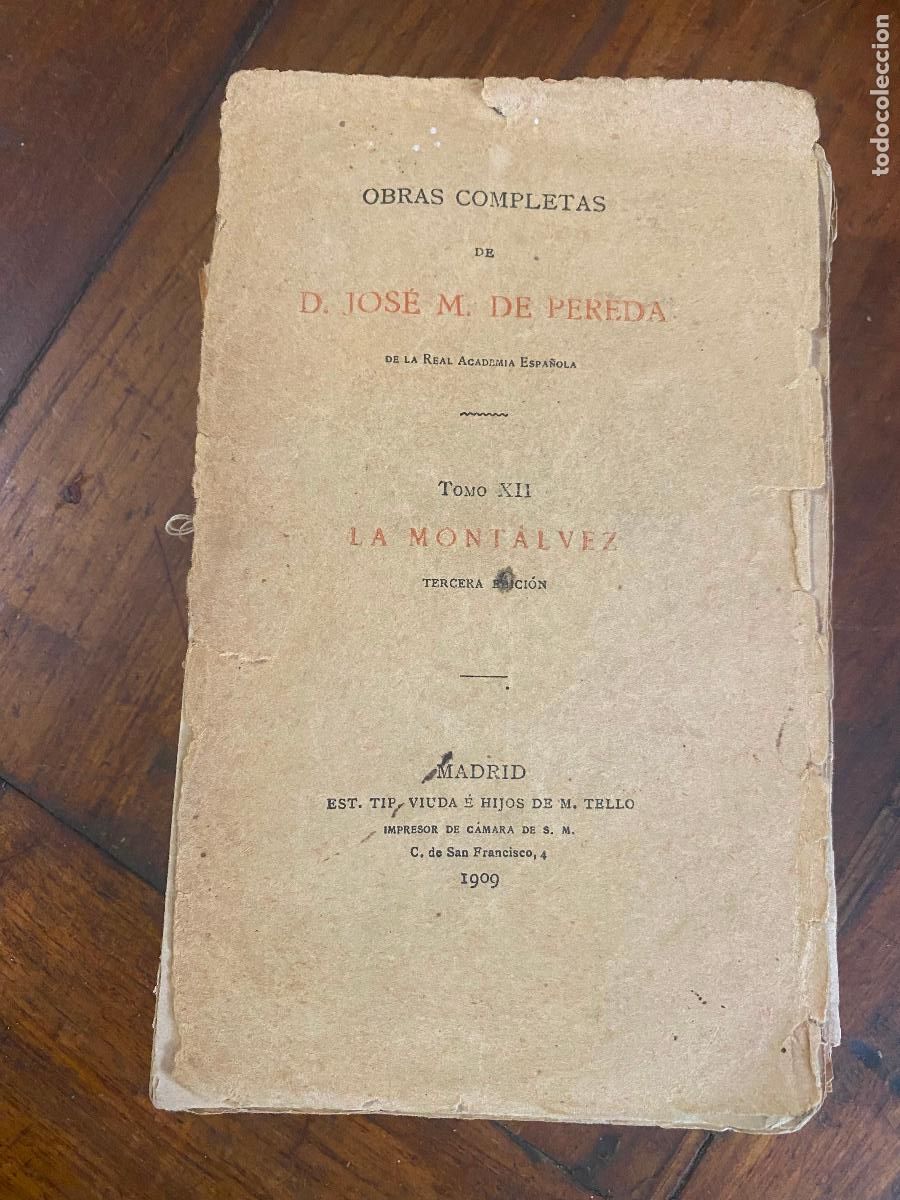 OBRAS COMPLETAS
DE
D. JOSÉ M. DE PEREDA
DE LA REAL ACADEMIA ESPAÑOLA
TOMO XII
LA MONTÁLVEZ
TERCERA EDICIÓN
MADRID
EST. TIP. VIUDA É HIJOS DE M. TELLO
IMPRESOR DE CÁMARA DE S. M.
C. de San Francisco, 4
1909
todocoleccion